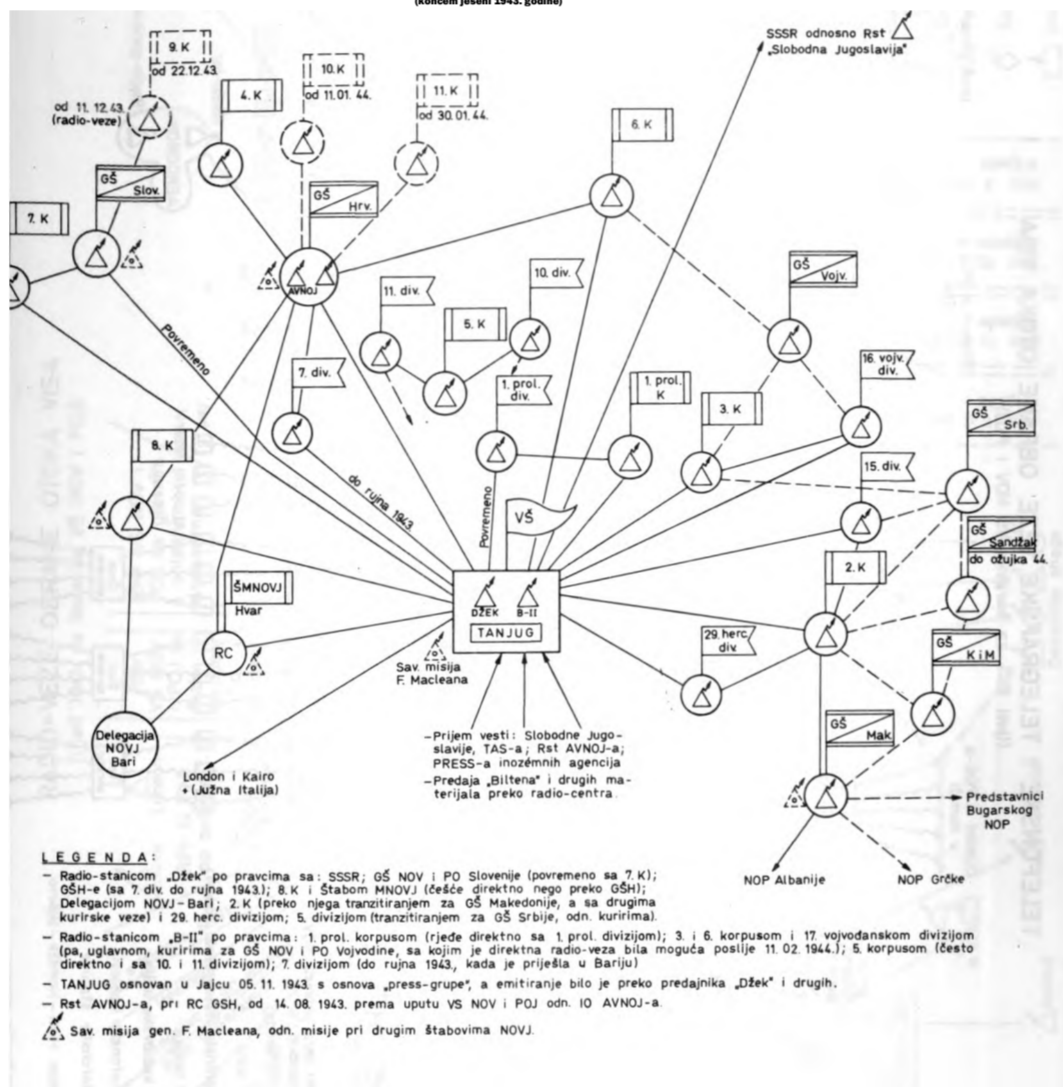 (koncem jeseni 1943. godine)
SSSR odnosno Rst
„Slobodna Jugoslavija"
9. K
od 22.12.43.
10. K
od 11.01. 44.
11. K
od 30.01. 44.
4. K
6. K
od 11. 12. 43.
(radio-veze)
GŠ
Slov.
GŠ
Hrv.
7. K
AVNOJ
GŠ
Vojv.
11. div.
10. div.
5. K
Povremeno
7. div.
1. prol.
div.
1. prol.
K
3. K
16. vojv.
div.
GŠ
Srb.
8. K
15. div.
do rujna 1943.
Povremeno
VŠ
GŠ
Sandžak
do ožujka 44.
2. K
ŠMNOVJ
Hvar
DŽEK
B-II
TANJUG
RC
Sav. misija
F. Macleana
29. herc.
div.
GŠ
K i M
GŠ
Mak.
Delegacija
NOVJ
Bari
London i Kairo
+ (Južna Italija)
– Prijem vesti: Slobodne Jugo-
slavije, TAS-a; Rst AVNOJ-a;
PRESS-a inozémnih agencija
– Predaja „Biltena" i drugih ma-
terijala preko radio-centra.
Predstavnici
Bugarskog
NOP
NOP Albanije
NOP Grčke
LEGENDA:
– Radio-stanicom „Džek" po pravcima sa: SSSR; GŠ NOV i PO Slovenije (povremeno sa 7. K);
GŠH-e (sa 7. div. do rujna 1943.); 8. K i Štabom MNOVJ (češće direktno nego preko GŠH);
Delegacijom NOVJ-Bari; 2. K (preko njega tranzitiranjem za GŠ Makedonije, a sa drugima
kurirske veze) i 29. herc. divizijom; 5. divizijom (tranzitiranjem za GŠ Srbije, odn. kuririma).
– Radio-stanicom „B-II" po pravcima: 1. prol. korpusom (rjeđe direktno sa 1. prol. divizijom); 3. i 6. korpusom i 17. vojvođanskom divizijom
(pa, uglavnom, kuririma za GŠ NOV i PO Vojvodine, sa kojim je direktna radio-veza bila moguća poslije 11. 02. 1944.); 5. korpusom (često
direktno i sa 10. i 11. divizijom); 7. divizijom (do rujna 1943., kada je priješla u Bariju)
– TANJUG osnovan u Jajcu 05. 11. 1943. s osnova „press-grupe", a emitiranje bilo je preko predajnika „Džek" i drugih.
– Rst AVNOJ-a, pri RC GSH, od 14. 08. 1943. prema uputu VS NOV i POJ odn. IO AVNOJ-a.
Sav. misija gen. F. Macleana, odn. misije pri drugim štabovima NOVJ.